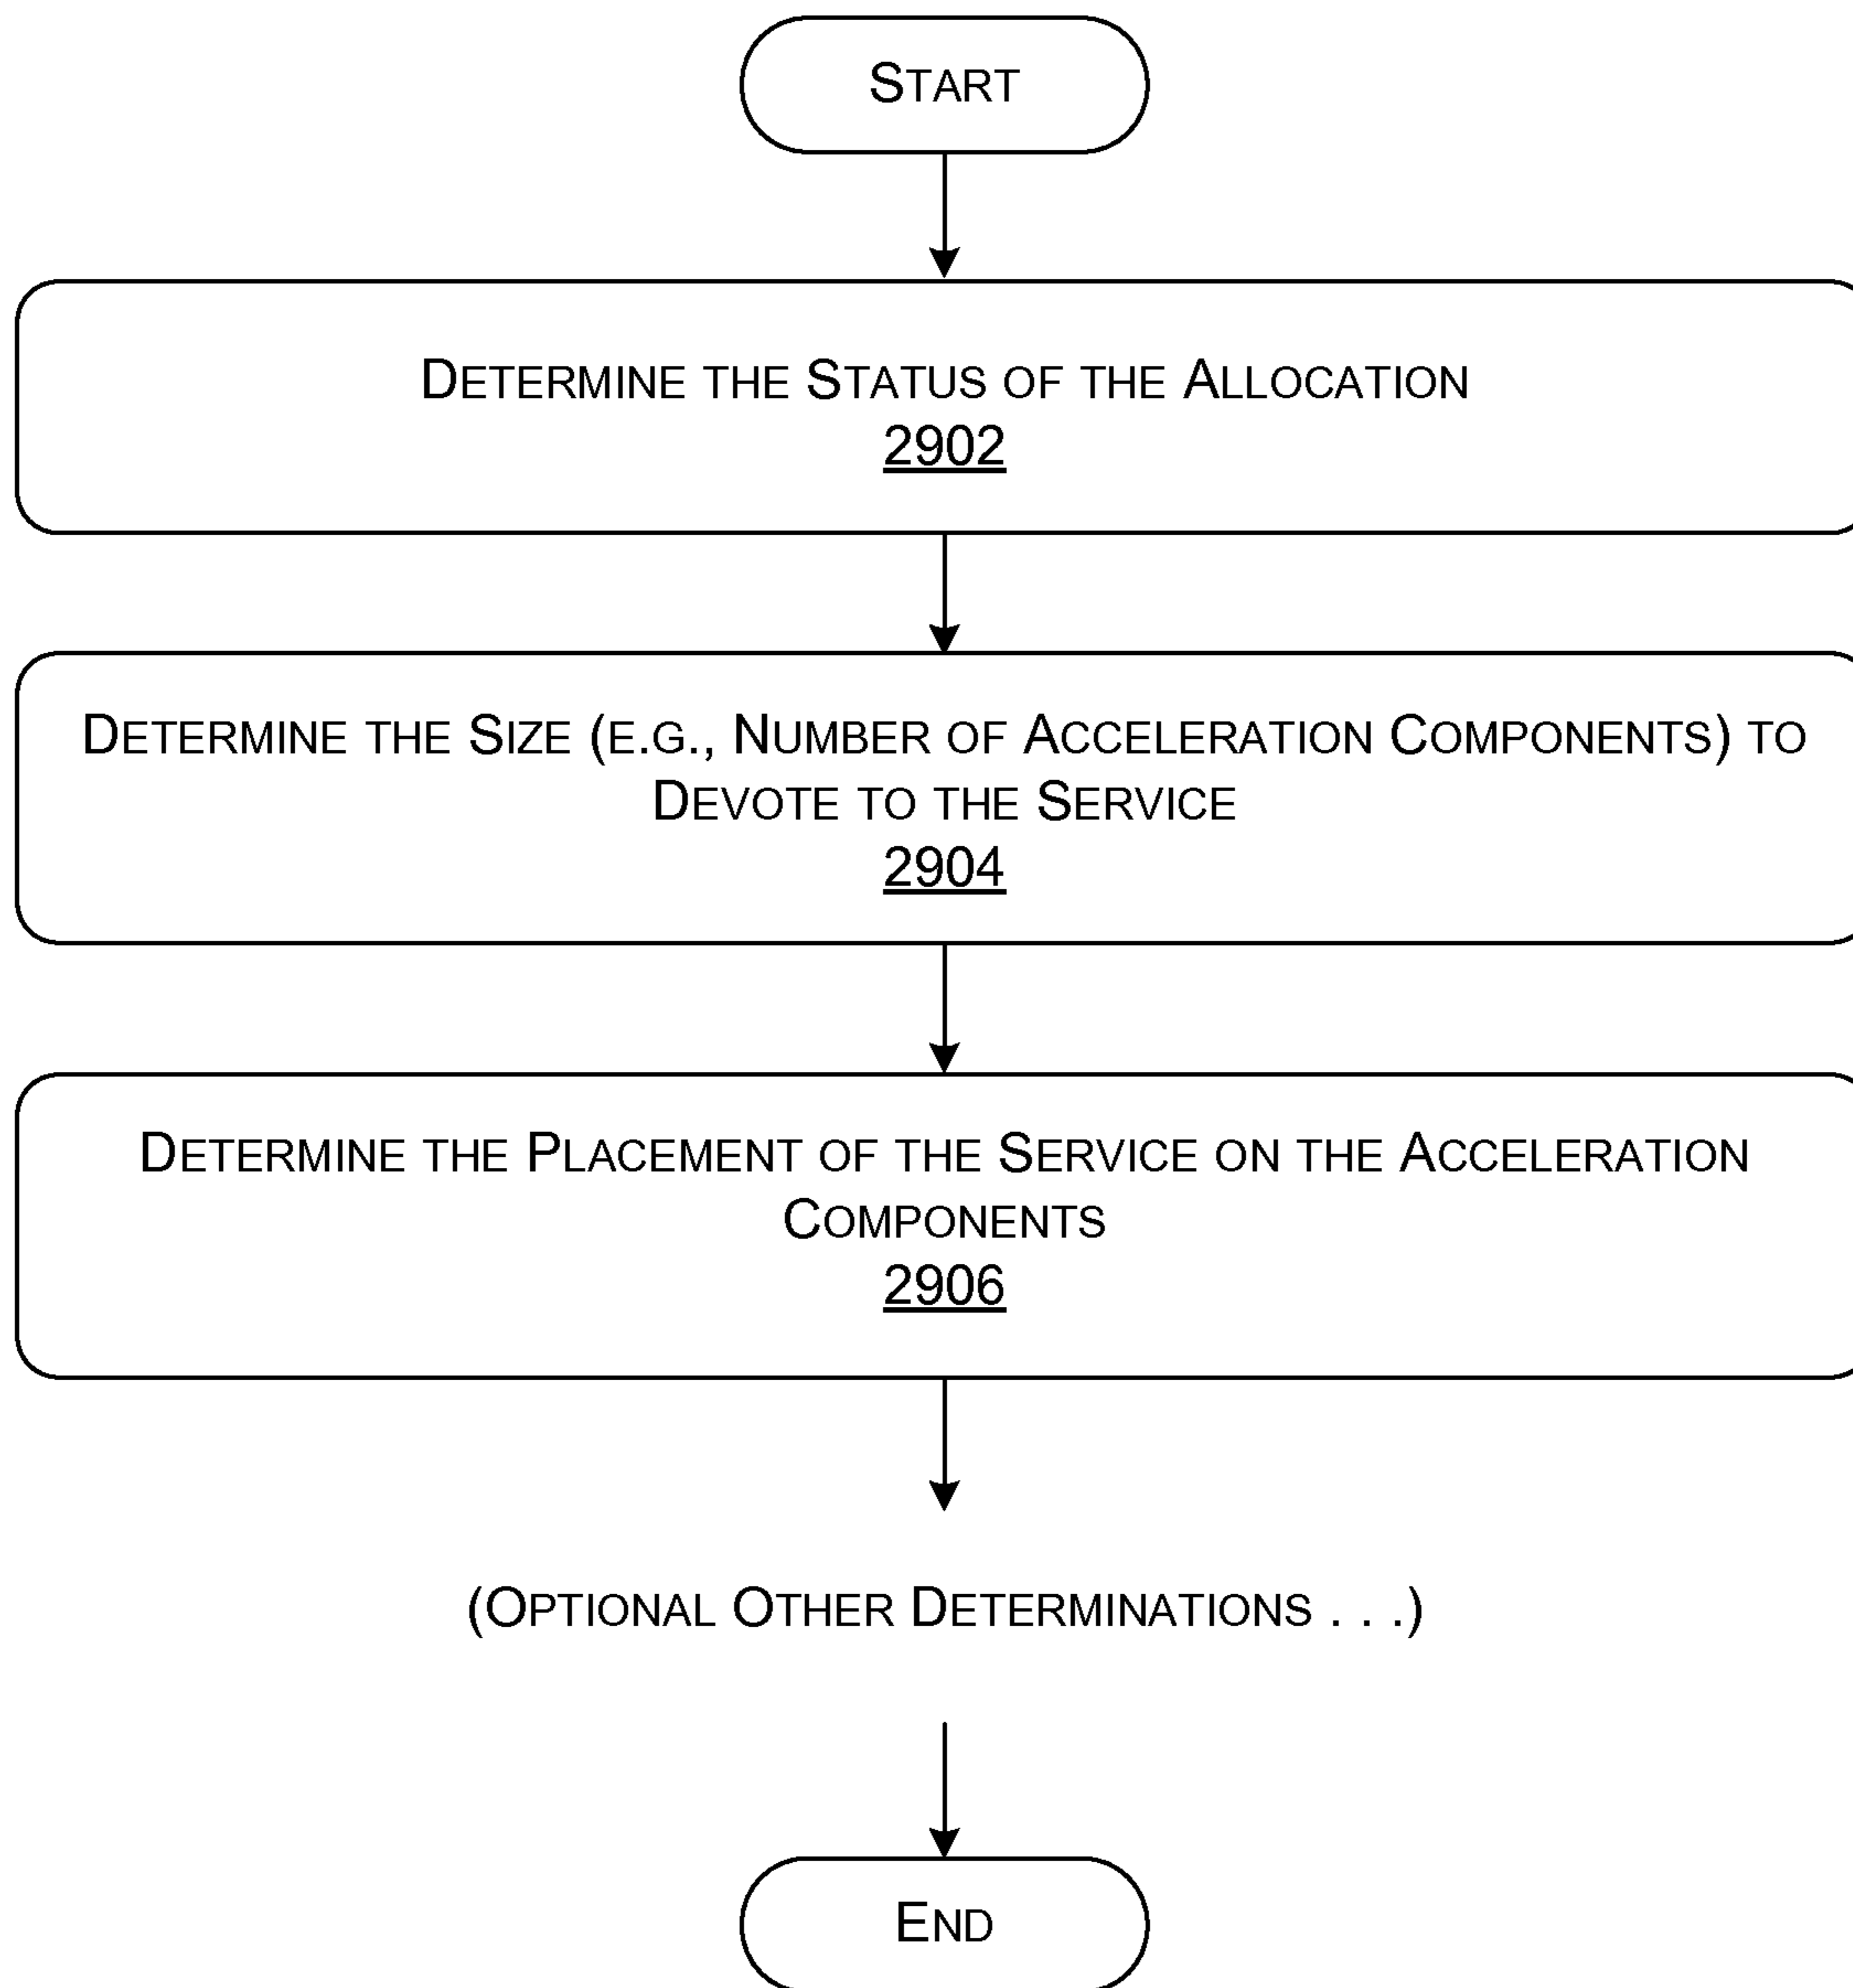 START
DETERMINE THE STATUS OF THE ALLOCATION
2902
DETERMINE THE SIZE (E.G., NUMBER OF ACCELERATION COMPONENTS) TO
DEVOTE TO THE SERVICE
2904
DETERMINE THE PLACEMENT OF THE SERVICE ON THE ACCELERATION
COMPONENTS
2906
(OPTIONAL OTHER DETERMINATIONS . . .)
END